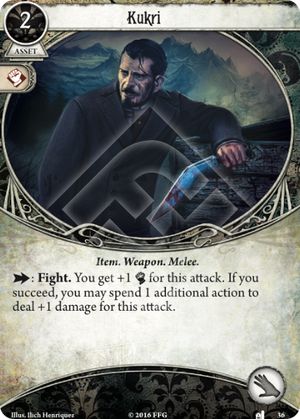 Kukri
2
ASSET
Item. Weapon. Melee.
: Fight. You get +1 for this attack. If you
succeed, you may spend 1 additional action to
deal +1 damage for this attack.
Illus. Ilich Henriquez
© 2016 FFG
36